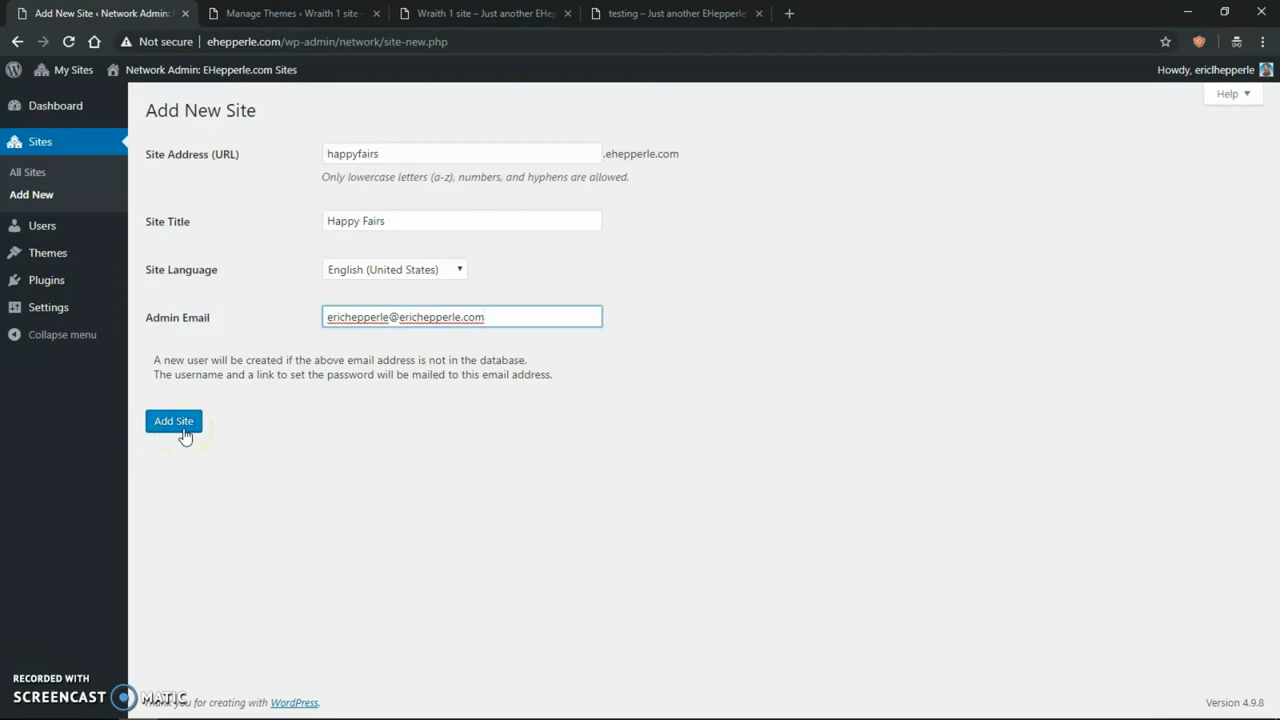 Add New Site ‹ Network Admin: E
Manage Themes ‹ Wraith 1 site –
Wraith 1 site – Just another EHep
testing – Just another EHepperle
Not secure
ehepperle.com/wp-admin/network/site-new.php
My Sites
Network Admin: EHepperle.com Sites
Howdy, ericlhepperle
Dashboard
Sites
All Sites
Add New
Users
Themes
Plugins
Settings
Collapse menu
Help
Add New Site
Site Address (URL)
happyfairs
.ehepperle.com
Only lowercase letters (a-z), numbers, and hyphens are allowed.
Site Title
Happy Fairs
Site Language
English (United States)
Admin Email
erichepperle@erichepperle.com
A new user will be created if the above email address is not in the database.
The username and a link to set the password will be mailed to this email address.
Add Site
RECORDED WITH
SCREENCAST MATIC
Thank you for creating with WordPress.
Version 4.9.8